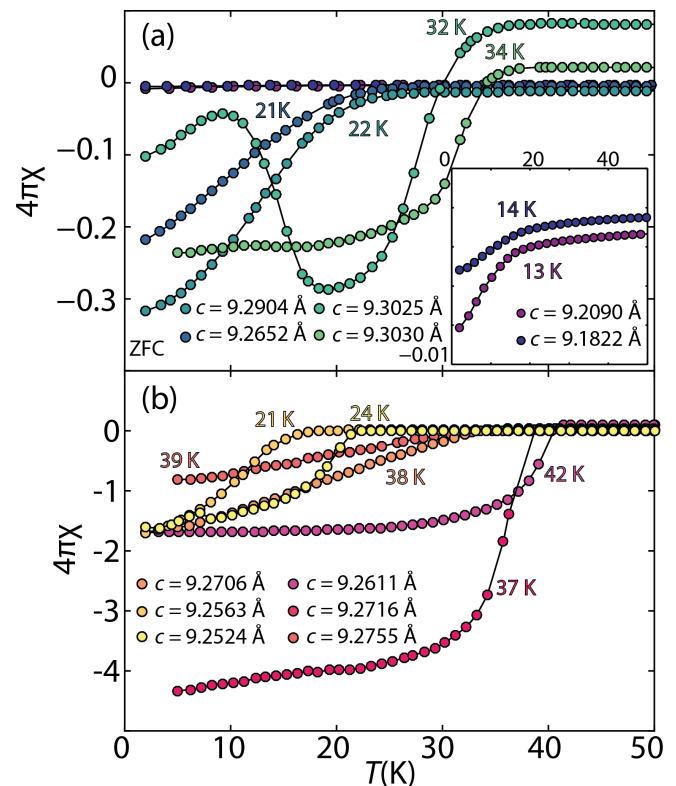 (a)
32 K
34 K
0
21K
22 K
−0.1
−0.2
−0.3
4πχ
0
20
40
14 K
13 K
c = 9.2090 Å
c = 9.1822 Å
−0.01
c = 9.2904 Å
c = 9.3025 Å
c = 9.2652 Å
c = 9.3030 Å
ZFC
(b)
21 K
24 K
39 K
38 K
42 K
37 K
0
-1
-2
-3
-4
4πχ
c = 9.2706 Å
c = 9.2611 Å
c = 9.2563 Å
c = 9.2716 Å
c = 9.2524 Å
c = 9.2755 Å
0
10
20
30
40
50
T(K)